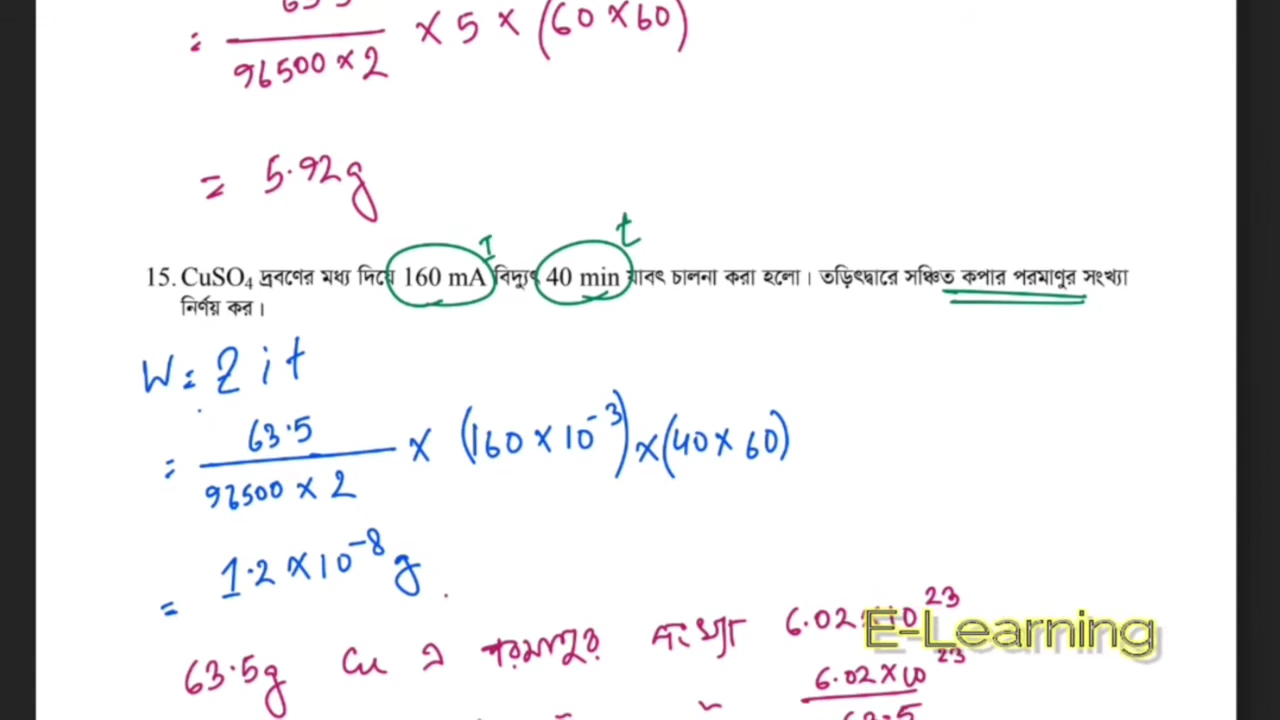 = 63.5 / 96500 × 2 × 5 × (60 × 60)
= 5.92g
I t
15. CuSO₄ দ্রবণের মধ্য দিয়ে 160 mA বিদ্যুৎ 40 min যাবৎ চালনা করা হলো। তড়িৎদ্বারে সঞ্চিত কপার পরমাণুর সংখ্যা
নির্ণয় কর।
W = Z i t
= 63.5 / 96500 × 2 × (160 × 10⁻³) × (40 × 60)
= 1.2 × 10⁻⁸ g
63.5g Cu এ পরমাণুর সংখ্যা 6.02 × 10²³
E-Learning
6.02 × 10²³ / 63.5